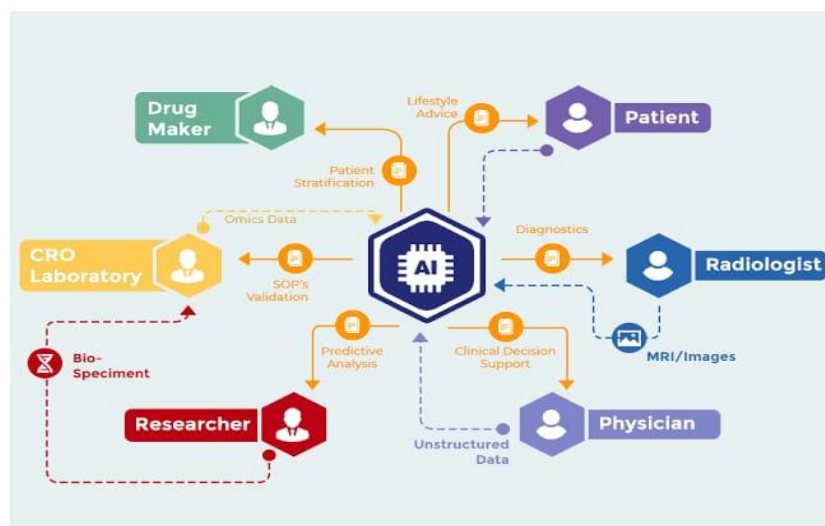 Drug
Maker
Lifestyle
Advice
Patient
Patient
Stratification
Omics Data
CRO
Laboratory
SOP's
Validation
AI
Diagnostics
Radiologist
MRI/Images
Predictive
Analysis
Clinical Decision
Support
Bio-
Speciment
Researcher
Physician
Unstructured
Data